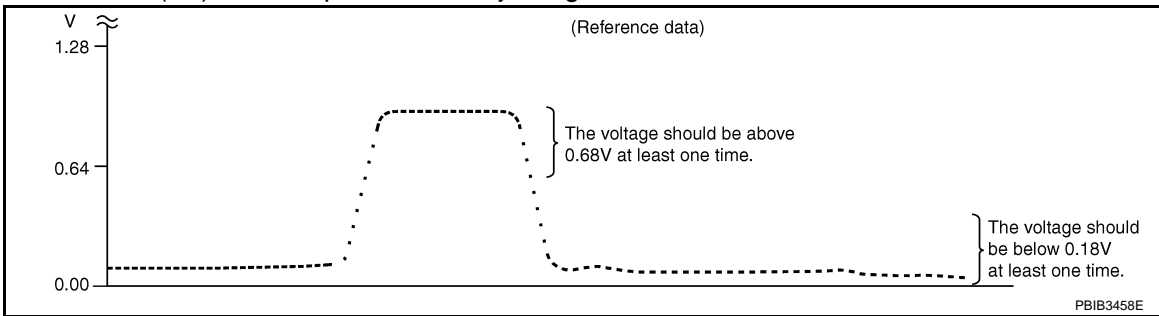 V
(Reference data)
1.28
The voltage should be above
0.68V at least one time.
0.64
The voltage should
be below 0.18V
at least one time.
0.00
PBIB3458E